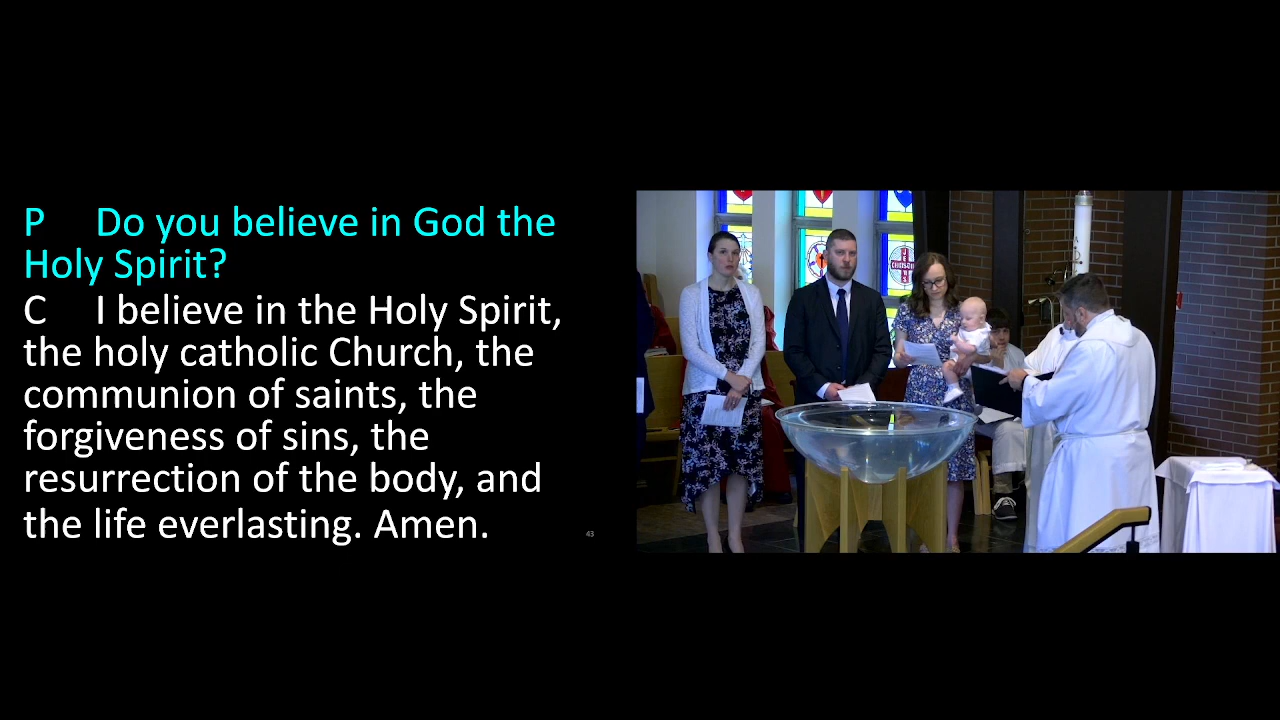 P Do you believe in God the
Holy Spirit?
C I believe in the Holy Spirit,
the holy catholic Church, the
communion of saints, the
forgiveness of sins, the
resurrection of the body, and
the life everlasting. Amen.
43